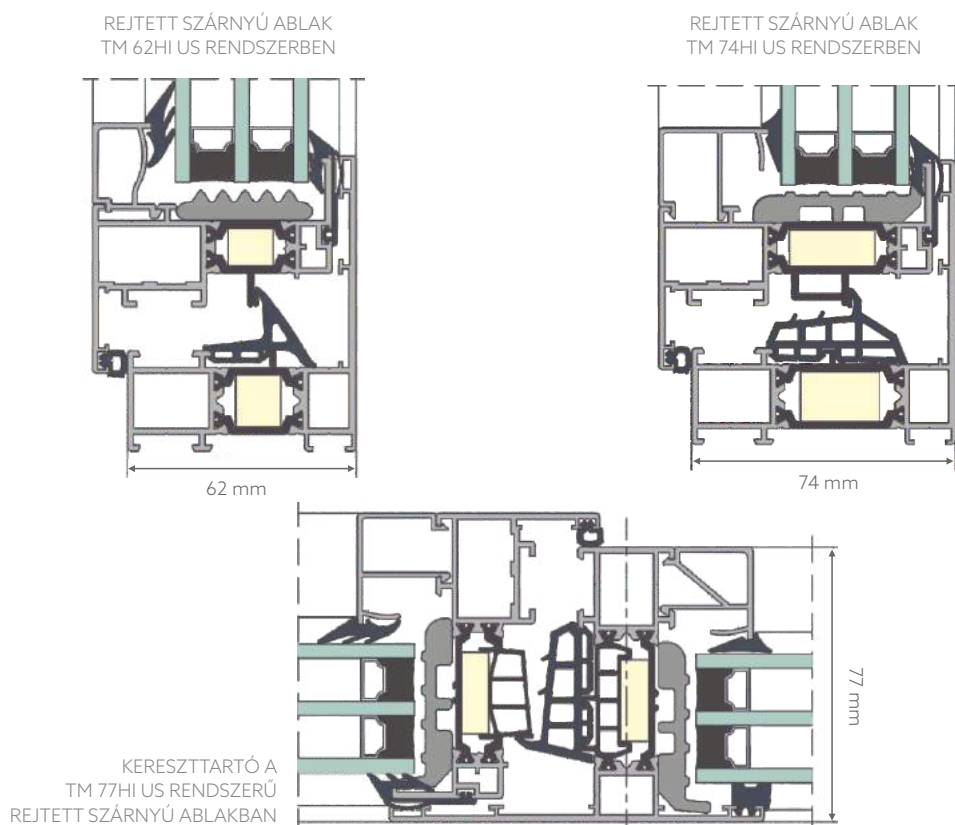 REJTETT SZÁRNYÚ ABLAK
TM 62HI US RENDSZERBEN
REJTETT SZÁRNYÚ ABLAK
TM 74HI US RENDSZERBEN
62 mm
74 mm
77 mm
KERESZTTARTÓ A
TM 77HI US RENDSZERŰ
REJTETT SZÁRNYÚ ABLAKBAN